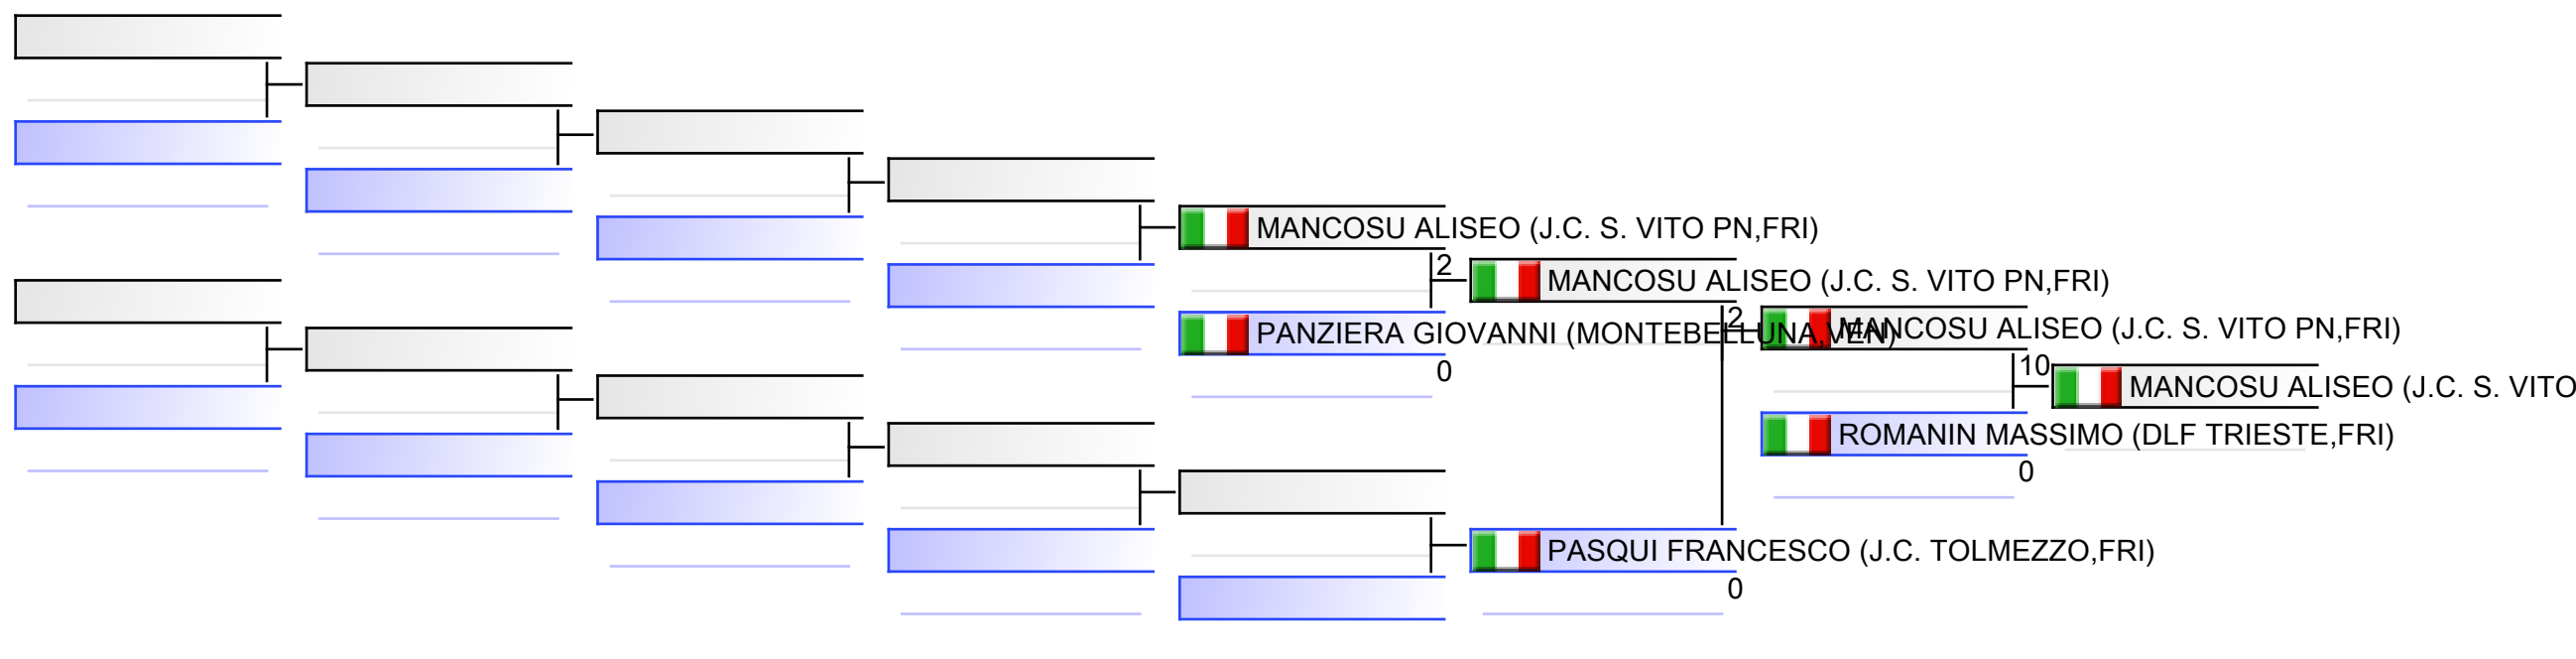 MANCOSU ALISEO (J.C. S. VITO PN,FRI)
2
MANCOSU ALISEO (J.C. S. VITO PN,FRI)
PANZIERA GIOVANNI (MONTEBELLUNA,VEN)
0
2
MANCOSU ALISEO (J.C. S. VITO PN,FRI)
10
MANCOSU ALISEO (J.C. S. VITO
ROMANIN MASSIMO (DLF TRIESTE,FRI)
0
PASQUI FRANCESCO (J.C. TOLMEZZO,FRI)
0